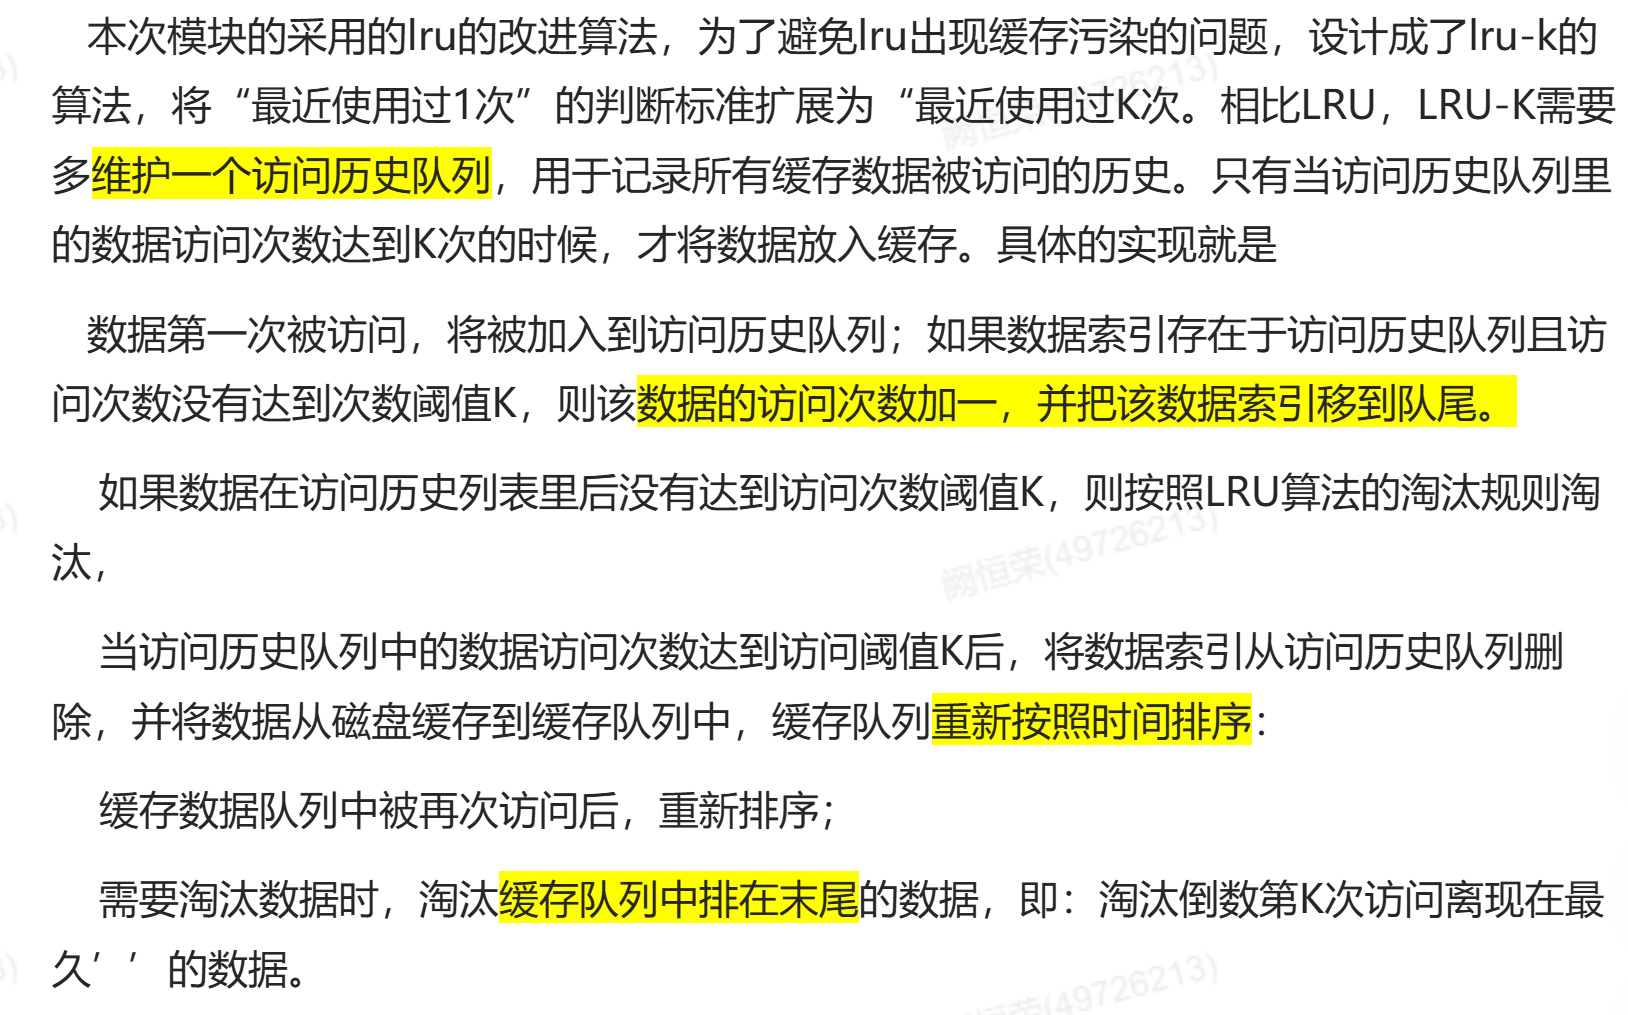 本次模块的采用的lru的改进算法，为了避免lru出现缓存污染的问题，设计成了lru-k的
算法，将“最近使用过1次”的判断标准扩展为“最近使用过K次。相比LRU，LRU-K需要
多维护一个访问历史队列，用于记录所有缓存数据被访问的历史。只有当访问历史队列里
的数据访问次数达到K次的时候，才将数据放入缓存。具体的实现就是
数据第一次被访问，将被加入到访问历史队列；如果数据索引存在于访问历史队列且访
问次数没有达到次数阈值K，则该数据的访问次数加一，并把该数据索引移到队尾。
如果数据在访问历史列表里后没有达到访问次数阈值K，则按照LRU算法的淘汰规则淘
汰，
当访问历史队列中的数据访问次数达到访问阈值K后，将数据索引从访问历史队列删
除，并将数据从磁盘缓存到缓存队列中，缓存队列重新按照时间排序：
缓存数据队列中被再次访问后，重新排序；
需要淘汰数据时，淘汰缓存队列中排在末尾的数据，即：淘汰倒数第K次访问离现在最
久’’的数据。
阙恒荣(49726213)
阙恒荣(49726213)
阙恒荣(49726213)